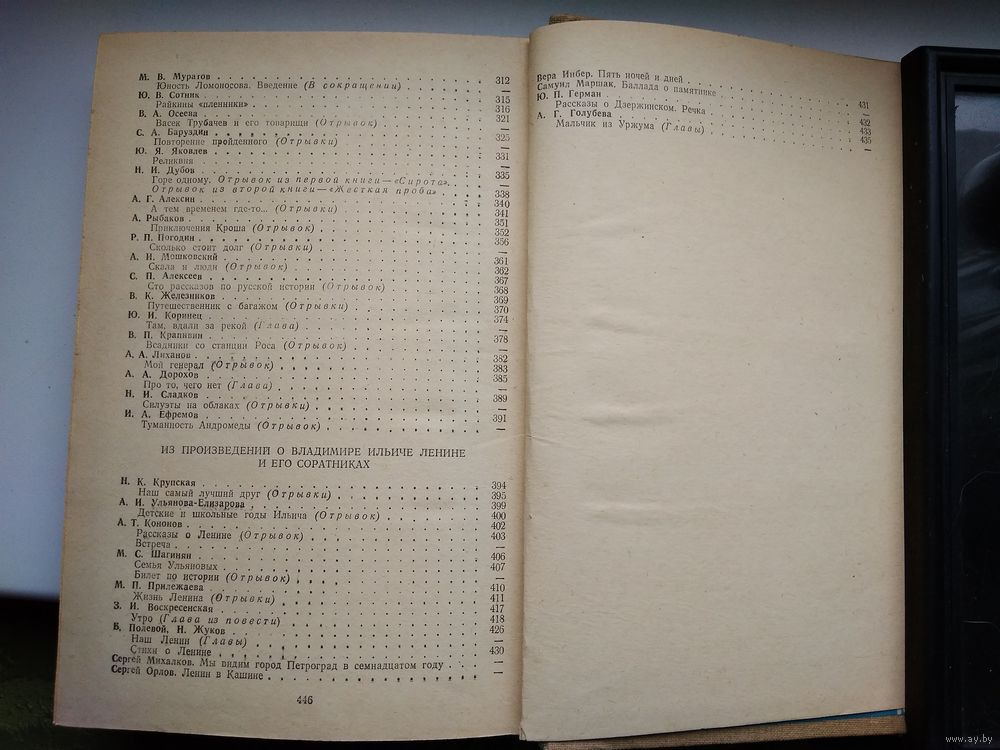 М. В. Муратов . . . . . 312
Юность Ломоносова. Введение (В сокращении) . . . . . —
Ю. В. Сотник . . . . . 315
Райкины «пленники» . . . . . 316
В. А. Осеева . . . . . 321
Васек Трубачев и его товарищи (Отрывок) . . . . . —
С. А. Баруздин . . . . . 325
Повторение пройденного (Отрывки) . . . . . —
Ю. Я. Яковлев . . . . . 331
Реликвия . . . . . —
Н. И. Дубов . . . . . 335
Горе одному. Отрывок из первой книги — «Сирота» . . . . . —
Отрывок из второй книги — «Жесткая проба» . . . . . 338
А. Г. Алексин . . . . . 340
А тем временем где-то... (Отрывки) . . . . . 341
А. Рыбаков . . . . . 351
Приключения Кроша (Отрывок) . . . . . 352
Р. П. Погодин . . . . . 356
Сколько стоит долг (Отрывки) . . . . . —
А. И. Мошковский . . . . . 361
Скала и люди (Отрывок) . . . . . 362
С. П. Алексеев . . . . . 367
Сто рассказов по русской истории (Отрывок) . . . . . 368
В. К. Железников . . . . . 369
Путешественник с багажом (Отрывки) . . . . . 370
Ю. И. Коринец . . . . . 374
Там, вдали за рекой (Глава) . . . . . —
В. П. Крапивин . . . . . 378
Всадники со станции Роса (Отрывок) . . . . . —
А. А. Лиханов . . . . . 382
Мой генерал (Отрывок) . . . . . 383
А. А. Дорохов . . . . . 385
Про то, чего нет (Глава) . . . . . —
Н. И. Сладков . . . . . 389
Силуэты на облаках (Отрывки) . . . . . —
И. А. Ефремов . . . . . 391
Туманность Андромеды (Отрывок) . . . . . —
ИЗ ПРОИЗВЕДЕНИЙ О ВЛАДИМИРЕ ИЛЬИЧЕ ЛЕНИНЕ
И ЕГО СОРАТНИКАХ
Н. К. Крупская . . . . . 394
Наш самый лучший друг (Отрывки) . . . . . 395
А. И. Ульянова-Елизарова . . . . . 399
Детские и школьные годы Ильича (Отрывок) . . . . . 400
А. Т. Кононов . . . . . 402
Рассказы о Ленине (Отрывок) . . . . . 403
Встреча . . . . . —
М. С. Шагинян . . . . . 406
Семья Ульяновых . . . . . 407
Билет по истории (Отрывок) . . . . . —
М. П. Прилежаева . . . . . 410
Жизнь Ленина (Отрывки) . . . . . 411
З. И. Воскресенская . . . . . 417
Утро (Глава из повести) . . . . . 418
Б. Полевой, Н. Жуков . . . . . 426
Наш Ленин (Главы) . . . . . —
Стихи о Ленине . . . . . 430
Сергей Михалков. Мы видим город Петроград в семнадцатом году . . . —
Сергей Орлов. Ленин в Кашине . . . . . —
446
Вера Инбер. Пять ночей и дней . . . . . 431
Самуил Маршак. Баллада о памятнике . . . . . —
Ю. П. Герман . . . . . 432
Рассказы о Дзержинском. Речка . . . . . 433
А. Г. Голубева . . . . . 435
Мальчик из Уржума (Главы) . . . . . —
www.ay.by